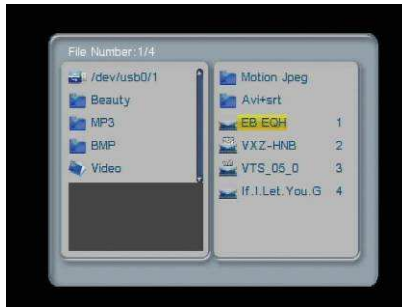 File Number:1/4
/dev/usb0/1
Beauty
MP3
BMP
Video
Motion Jpeg
Avi+srt
EB EQH 1
VXZ-HNB 2
VTS_05_0 3
If.I.Let.You.G 4